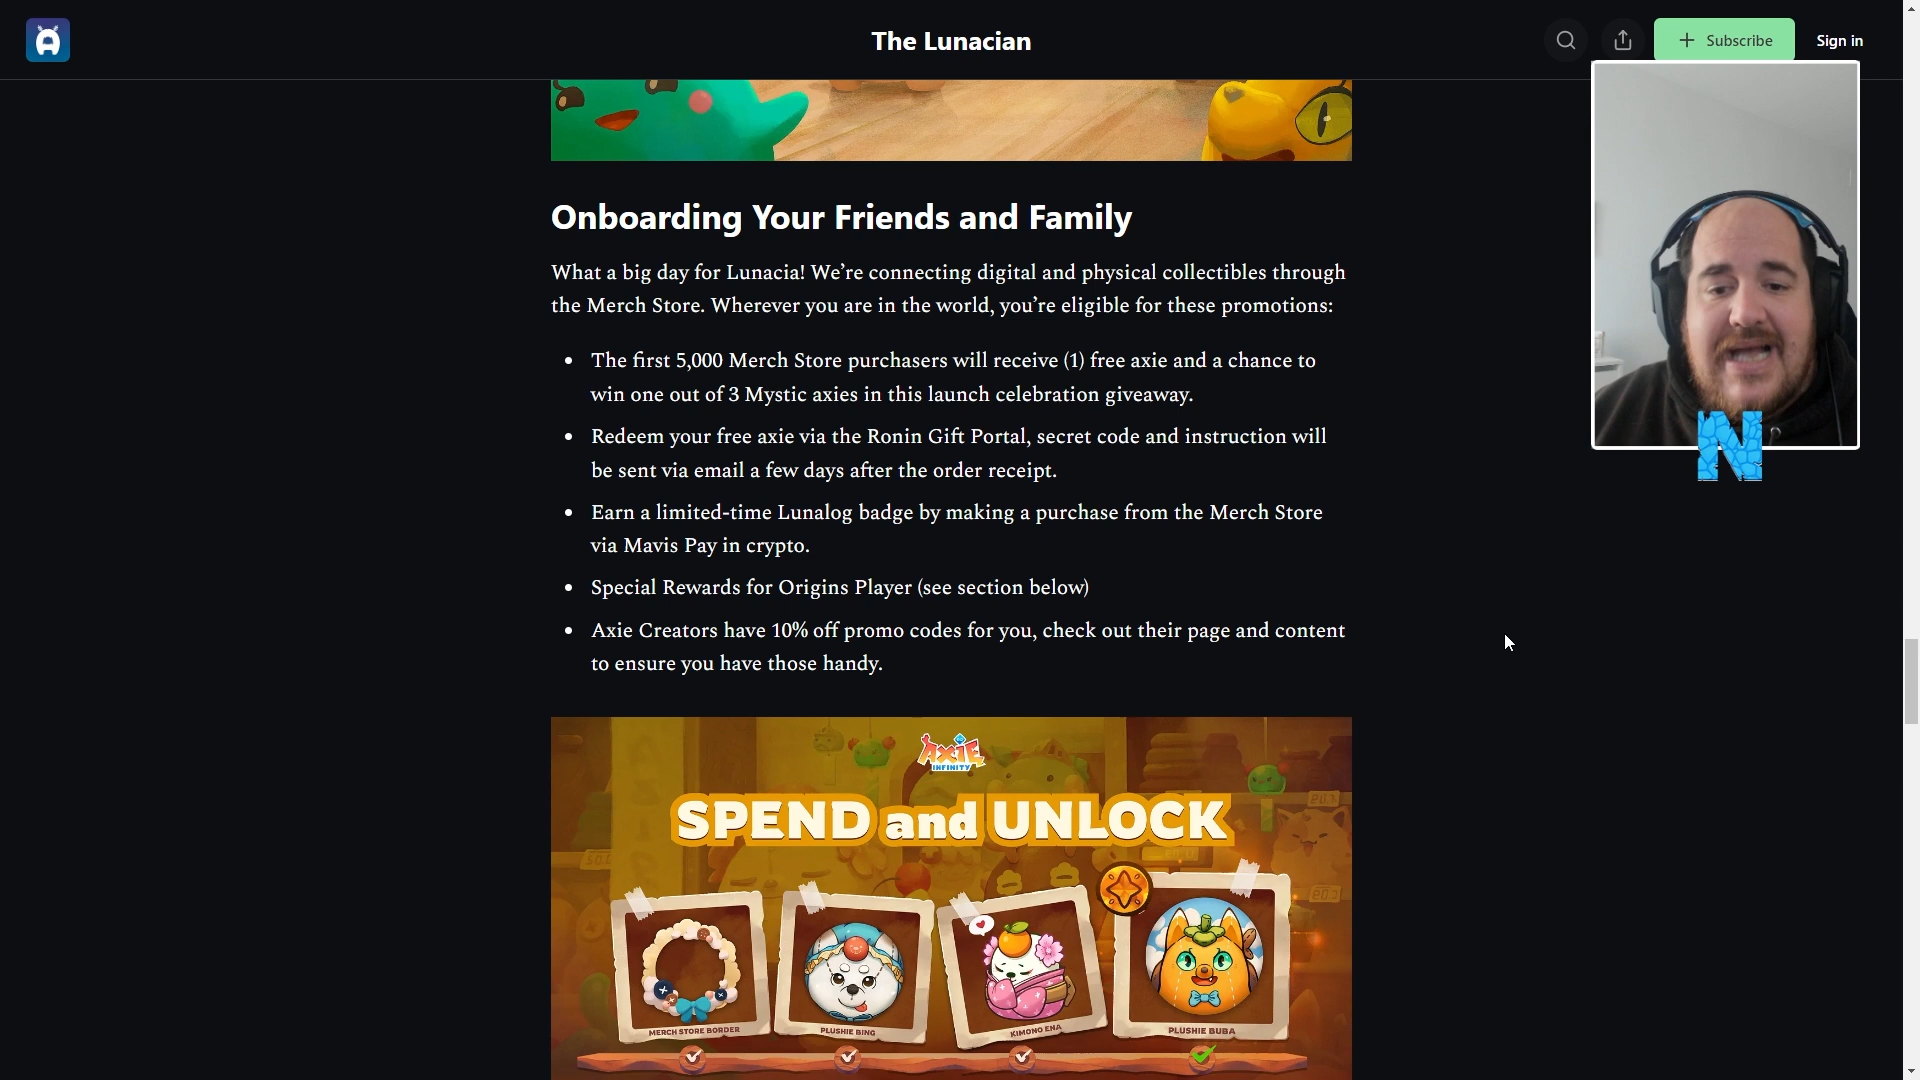 The Lunacian
Subscribe
Sign in
Onboarding Your Friends and Family
What a big day for Lunacia! We’re connecting digital and physical collectibles through
the Merch Store. Wherever you are in the world, you’re eligible for these promotions:
The first 5,000 Merch Store purchasers will receive (1) free axie and a chance to
win one out of 3 Mystic axies in this launch celebration giveaway.
Redeem your free axie via the Ronin Gift Portal, secret code and instruction will
be sent via email a few days after the order receipt.
Earn a limited-time Lunalog badge by making a purchase from the Merch Store
via Mavis Pay in crypto.
Special Rewards for Origins Player (see section below)
Axie Creators have 10% off promo codes for you, check out their page and content
to ensure you have those handy.
N
AXIE
INFINITY
SPEND and UNLOCK
MERCH STORE BORDER
PLUSHIE BING
KIMONO ENA
PLUSHIE BUBA